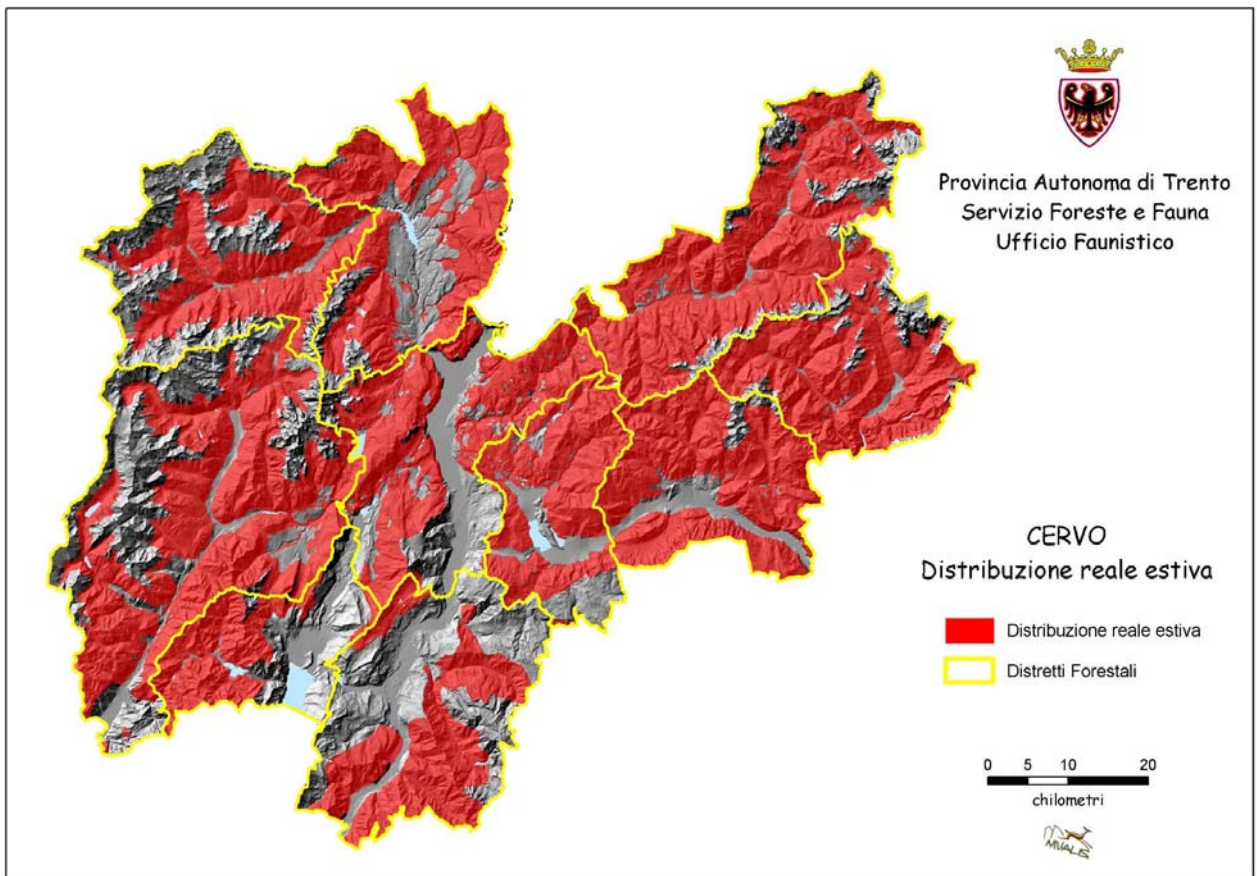 Provincia Autonoma di Trento
Servizio Foreste e Fauna
Ufficio Faunistico
CERVO
Distribuzione reale estiva
Distribuzione reale estiva
Distretti Forestali
0 5 10 20
chilometri